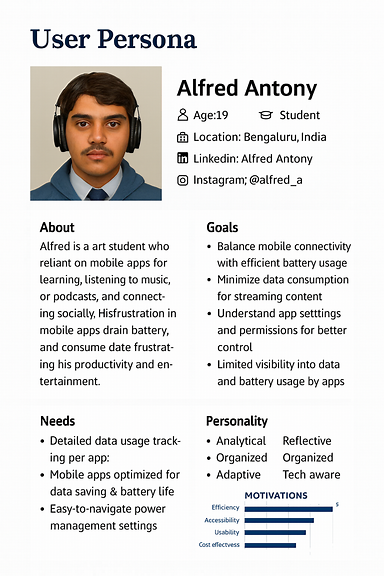 User Persona
Alfred Antony
Age:19 Student
Location: Bengaluru, India
Linkedin: Alfred Antony
Instagram; @alfred_a
About
Alfred is a art student who
reliant on mobile apps for
learning, listening to music,
or podcasts, and connect-
ing socially, Hisfrustration in
mobile apps drain battery,
and consume date frustrat-
ing his productivity and en-
tertainment.
Goals
• Balance mobile connectivity
with efficient battery usage
• Minimize data consumption
for streaming content
• Understand app setttings
and permissions for better
control
• Limited visibility into data
and battery usage by apps
Needs
• Detailed data usage track-
ing per app:
• Mobile apps optimized for
data saving & battery life
• Easy-to-navigate power
management settings
Personality
• Analytical Reflective
• Organized Organized
• Adaptive Tech aware
MOTIVATIONS
Efficiency 5
Accessibility
Usability
Cost effectvess